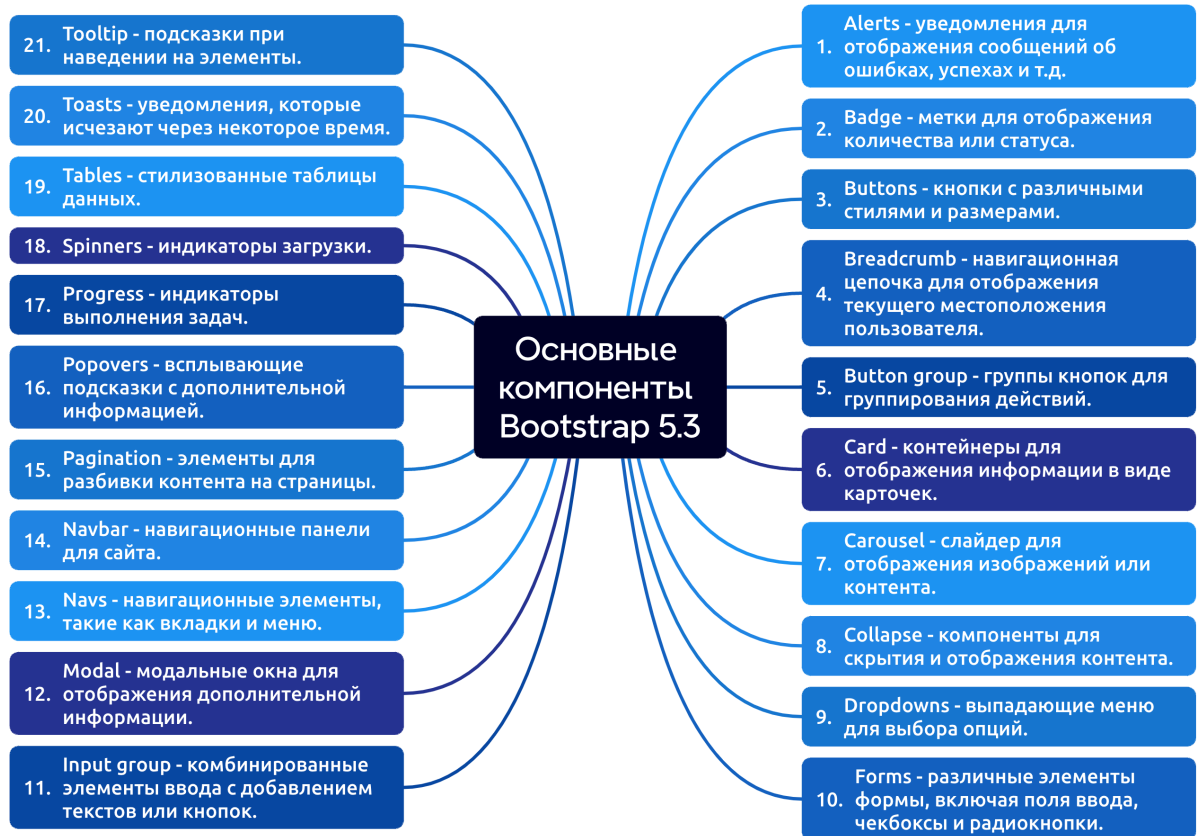 Основные
компоненты
Bootstrap 5.3
1. Alerts - уведомления для
отображения сообщений об
ошибках, успехах и т.д.
2. Badge - метки для отображения
количества или статуса.
3. Buttons - кнопки с различными
стилями и размерами.
4. Breadcrumb - навигационная
цепочка для отображения
текущего местоположения
пользователя.
5. Button group - группы кнопок для
группирования действий.
6. Card - контейнеры для
отображения информации в виде
карточек.
7. Carousel - слайдер для
отображения изображений или
контента.
8. Collapse - компоненты для
скрытия и отображения контента.
9. Dropdowns - выпадающие меню
для выбора опций.
10. Forms - различные элементы
формы, включая поля ввода,
чекбоксы и радиокнопки.
11. Input group - комбинированные
элементы ввода с добавлением
текстов или кнопок.
12. Modal - модальные окна для
отображения дополнительной
информации.
13. Navs - навигационные элементы,
такие как вкладки и меню.
14. Navbar - навигационные панели
для сайта.
15. Pagination - элементы для
разбивки контента на страницы.
16. Popovers - всплывающие
подсказки с дополнительной
информацией.
17. Progress - индикаторы
выполнения задач.
18. Spinners - индикаторы загрузки.
19. Tables - стилизованные таблицы
данных.
20. Toasts - уведомления, которые
исчезают через некоторое время.
21. Tooltip - подсказки при
наведении на элементы.